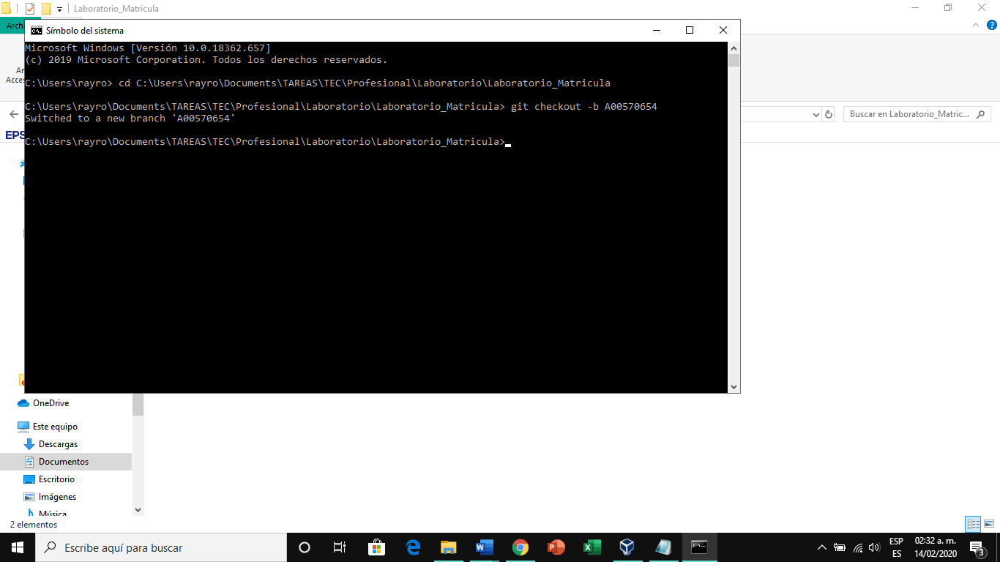 Laboratorio_Matricula
Arch
Símbolo del sistema
Microsoft Windows [Versión 10.0.18362.657]
(c) 2019 Microsoft Corporation. Todos los derechos reservados.
C:\Users\rayro> cd C:\Users\rayro\Documents\TAREAS\TEC\Profesional\Laboratorio\Laboratorio_Matricula
C:\Users\rayro\Documents\TAREAS\TEC\Profesional\Laboratorio\Laboratorio_Matricula> git checkout -b A00570654
Switched to a new branch 'A00570654'
C:\Users\rayro\Documents\TAREAS\TEC\Profesional\Laboratorio\Laboratorio_Matricula>
Acces
Buscar en Laboratorio_Matric...
EPS
OneDrive
Este equipo
Descargas
Documentos
Escritorio
Imágenes
Música
2 elementos
Escribe aquí para buscar
ESP
ES
02:32 a. m.
14/02/2020
3